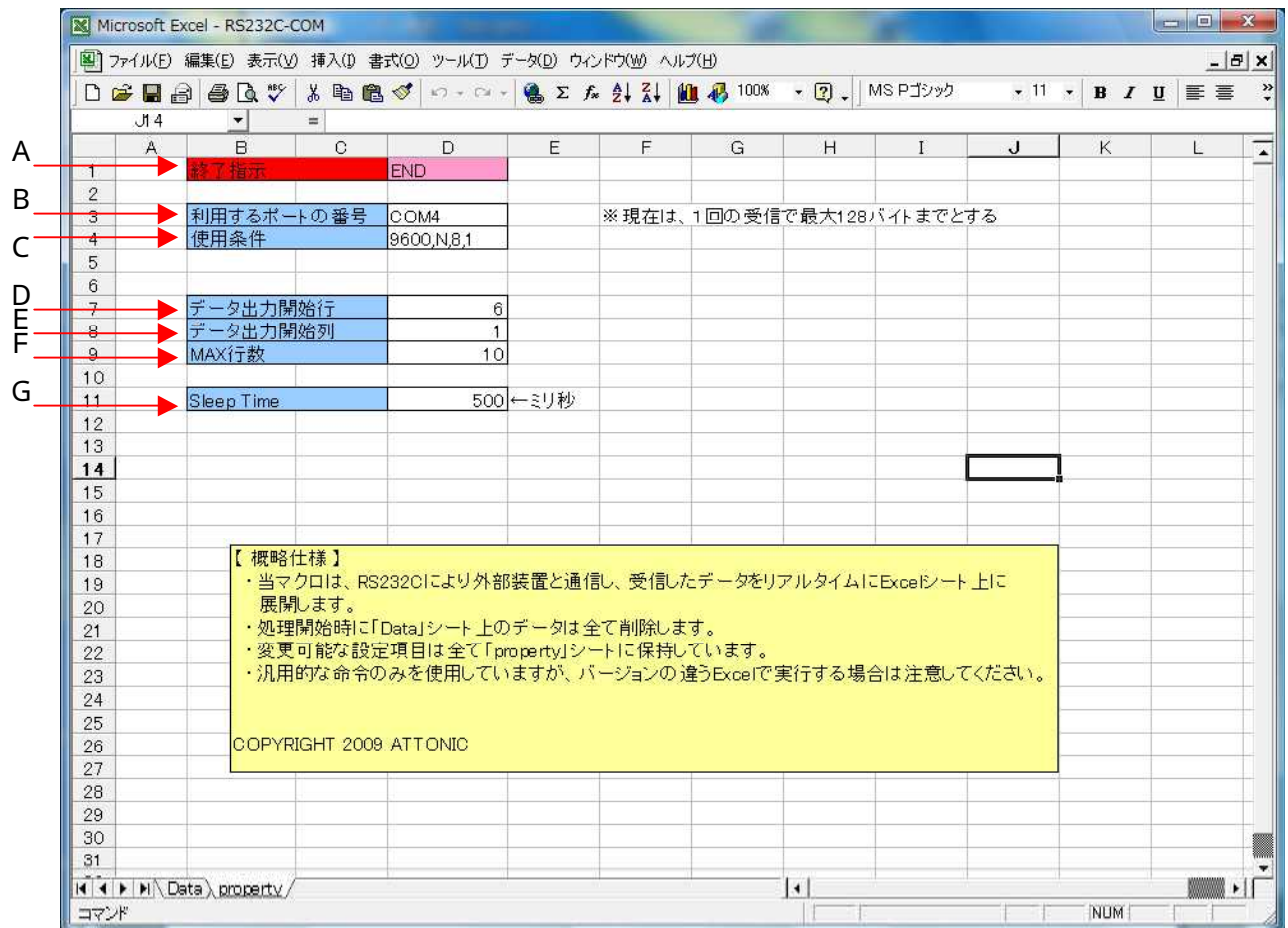 Microsoft Excel - RS232C-COM
ファイル(F) 編集(E) 表示(V) 挿入(I) 書式(O) ツール(T) データ(D) ウィンドウ(W) ヘルプ(H)
100% MS Pゴシック 11 B I U
J14 =
A B C D E F G H I J K L
A 1 終了指示 END
2
B 3 利用するポートの番号 COM4 ※現在は、1回の受信で最大128バイトまでとする
C 4 使用条件 9600,N,8,1
5
6
D 7 データ出力開始行 6
E 8 データ出力開始列 1
F 9 MAX行数 10
10
G 11 Sleep Time 500 ←ミリ秒
12
13
14
15
16
17
18 【 概略仕様 】
19 ・当マクロは、RS232Cにより外部装置と通信し、受信したデータをリアルタイムにExcelシート上に
20 展開します。
21 ・処理開始時に「Data」シート上のデータは全て削除します。
22 ・変更可能な設定項目は全て「property」シートに保持しています。
23 ・汎用的な命令のみを使用していますが、バージョンの違うExcelで実行する場合は注意してください。
24
25
26 COPYRIGHT 2009 ATTONIC
27
28
29
30
31
Data property
コマンド NUM